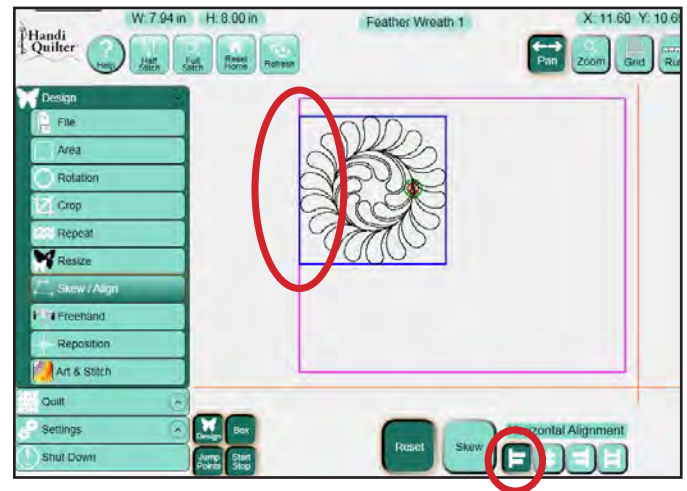 W: 7.94 in H: 8.00 in Feather Wreath 1 X: 11.60 Y: 10.69
Handi
Quilter
Help
Half
Stitch
Full
Stitch
Reset
Home
Refresh
Pan
Zoom
Grid
Ru
Design
File
Area
Rotation
Crop
Repeat
Resize
Skew / Align
Freehand
Reposition
Art & Stitch
Quilt
Settings
Shut Down
Design
Box
Jump
Points
Start
Stop
Reset
Skew
Horizontal Alignment